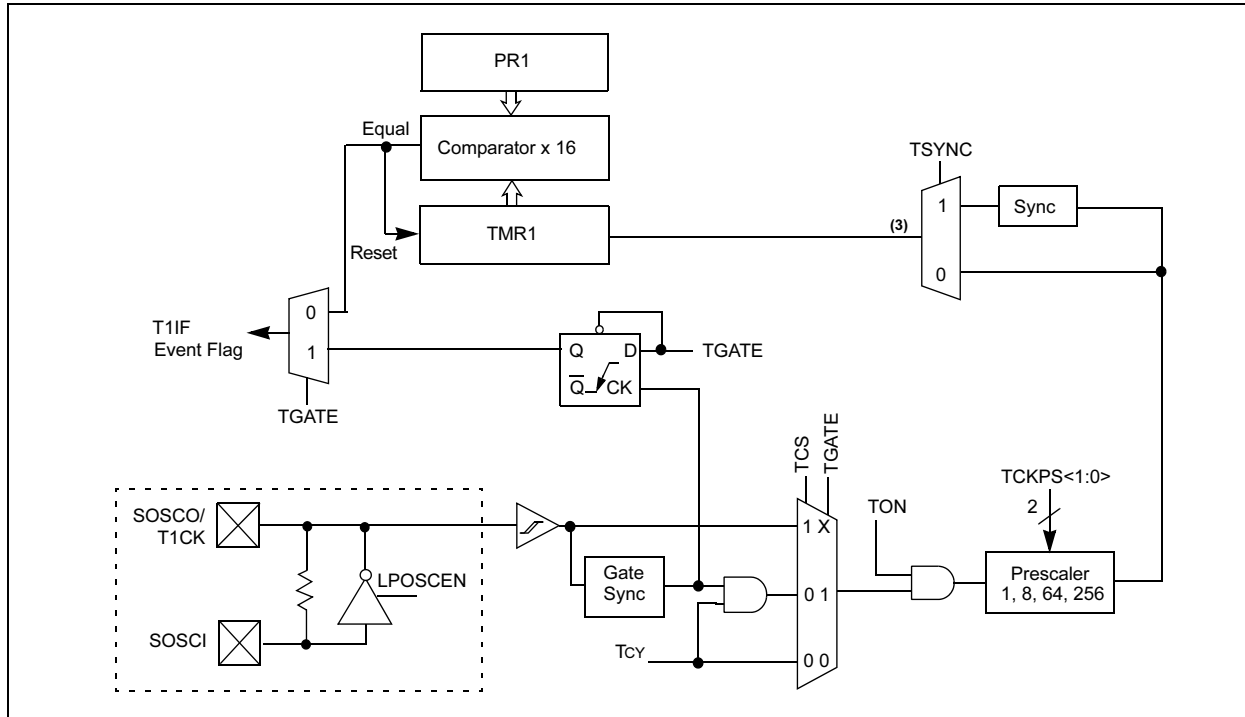 PR1
Equal
Comparator x 16
TSYNC
1
Sync
(3)
TMR1
Reset
0
0
T1IF
Event Flag
1
Q
D
TGATE
Q
CK
TGATE
TCS
TGATE
TCKPS<1:0>
2
SOSCO/
T1CK
TON
1 X
LPOSCEN
Gate
Sync
Prescaler
1, 8, 64, 256
0 1
SOSCI
TCY
0 0